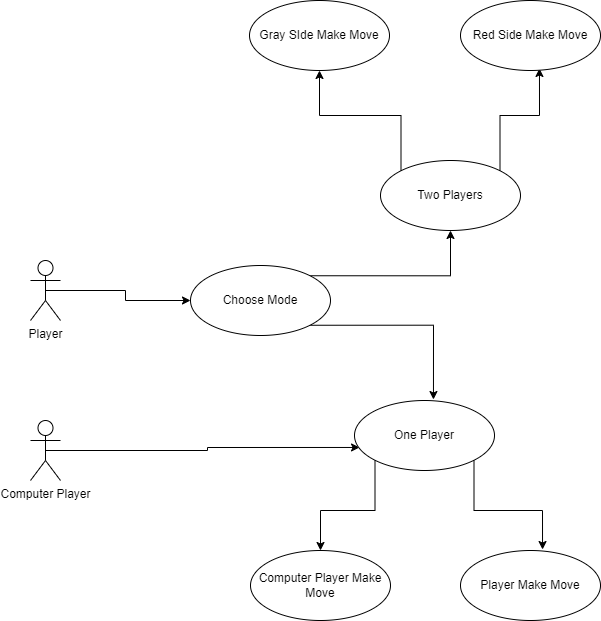 Gray SIde Make Move
Red Side Make Move
Two Players
Choose Mode
Player
One Player
Computer Player
Computer Player Make
Move
Player Make Move